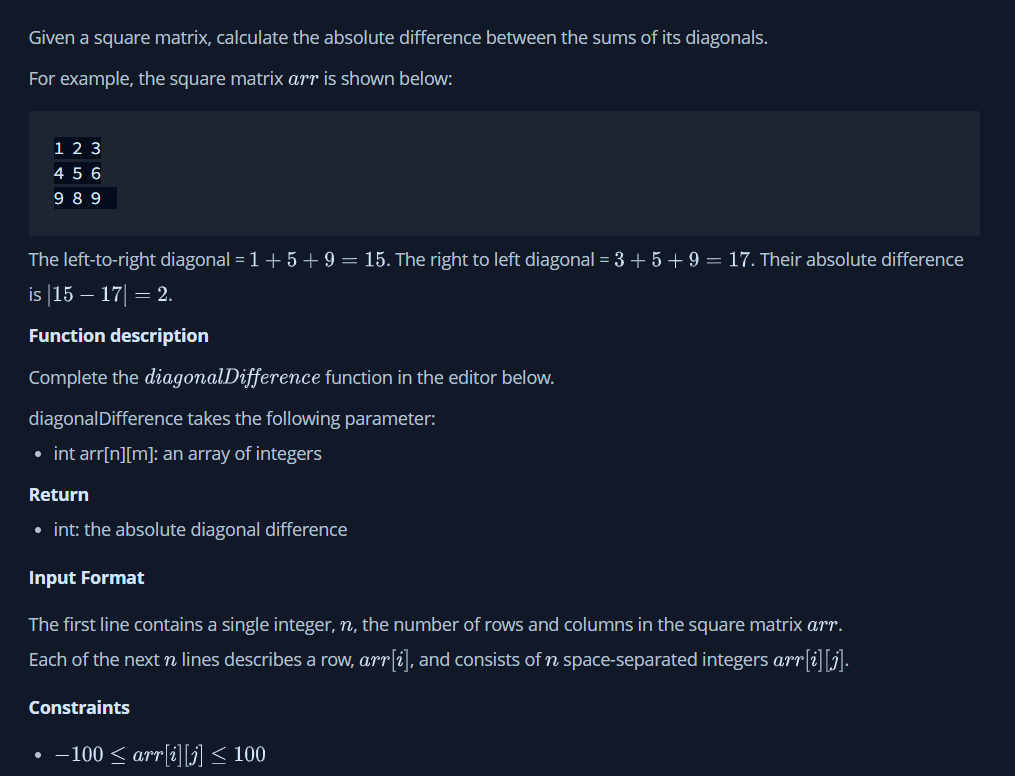 Given a square matrix, calculate the absolute difference between the sums of its diagonals.
For example, the square matrix arr is shown below:
1 2 3
4 5 6
9 8 9
The left-to-right diagonal = 1 + 5 + 9 = 15. The right to left diagonal = 3 + 5 + 9 = 17. Their absolute difference
is |15 − 17| = 2.
Function description
Complete the diagonalDifference function in the editor below.
diagonalDifference takes the following parameter:
• int arr[n][m]: an array of integers
Return
• int: the absolute diagonal difference
Input Format
The first line contains a single integer, n, the number of rows and columns in the square matrix arr.
Each of the next n lines describes a row, arr[i], and consists of n space-separated integers arr[i][j].
Constraints
• −100 ≤ arr[i][j] ≤ 100